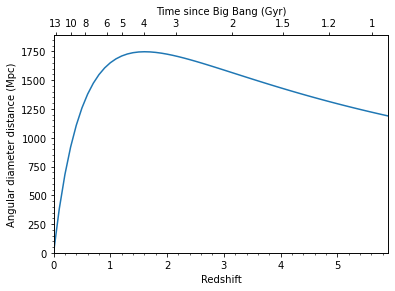 Time since Big Bang (Gyr)
13 10 8 6 5 4 3 2 1.5 1.2 1
Angular diameter distance (Mpc)
1750
1500
1250
1000
750
500
250
0
0 1 2 3 4 5
Redshift